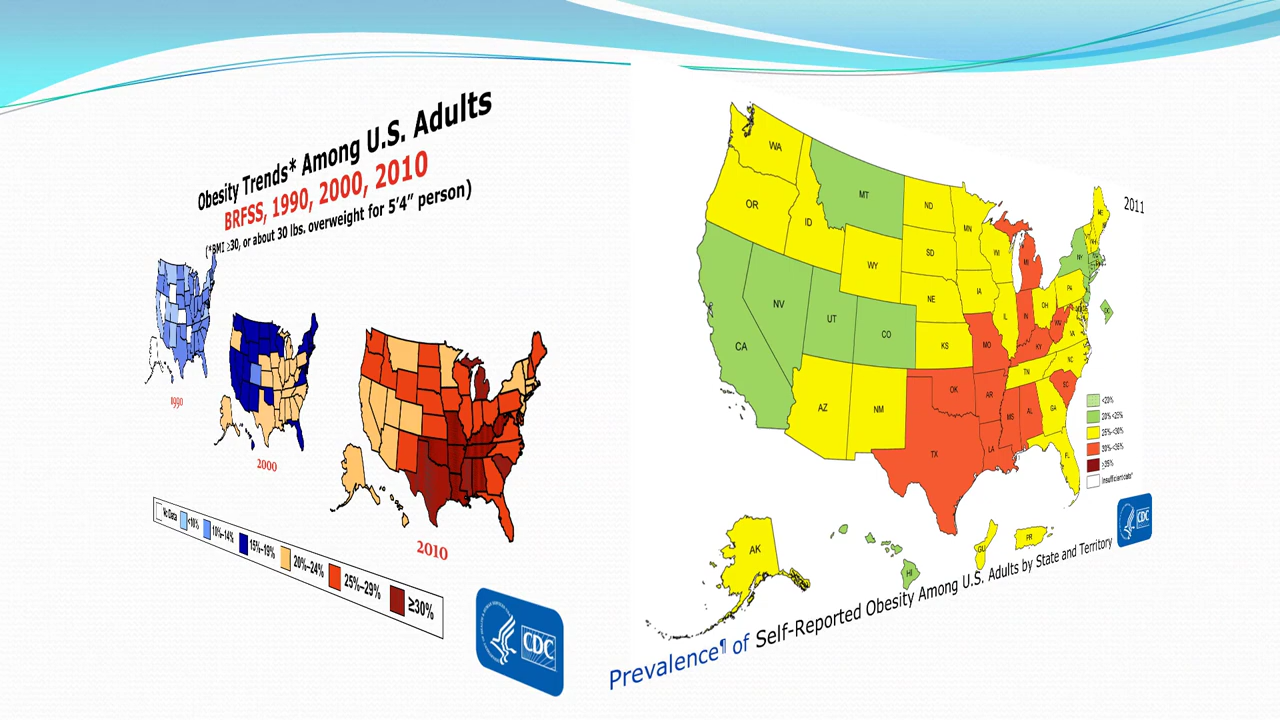 Obesity Trends* Among U.S. Adults
BRFSS, 1990, 2000, 2010
(*BMI ≥30, or about 30 lbs. overweight for 5'4" person)
1990
2000
2010
No Data <10% 10%–14% 15%–19% 20%–24% 25%–29% ≥30%
CDC
2011
WA
MT
OR
ID
ND
MN
SD
WI
WY
MI
NY
ME
IA
NE
PA
NV
UT
CO
IL
IN
OH
CA
KS
MO
KY
VA
AZ
NM
OK
AR
TN
NC
SC
MS
AL
GA
TX
LA
FL
AK
HI
GU
PR
<20%
20%-<25%
25%-<30%
30%-<35%
≥35%
Insufficient data*
CDC
Prevalence¶ of Self-Reported Obesity Among U.S. Adults by State and Territory